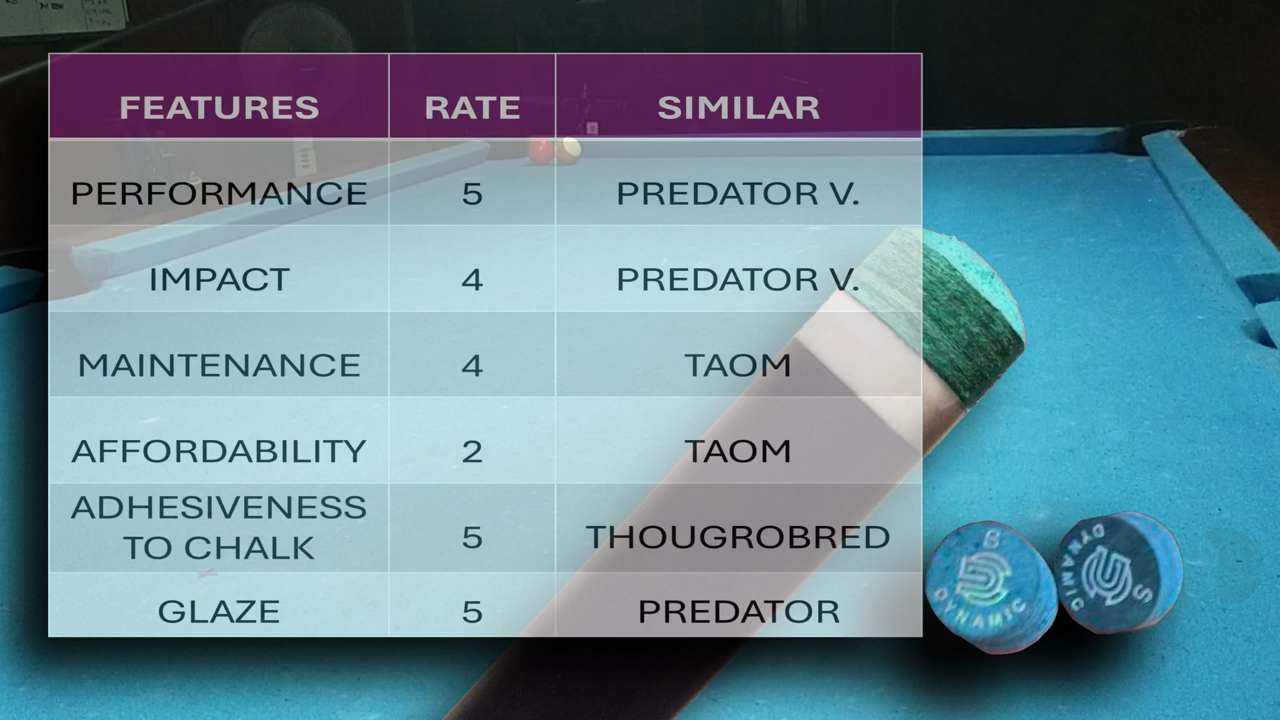 FEATURES RATE SIMILAR
PERFORMANCE 5 PREDATOR V.
IMPACT 4 PREDATOR V.
MAINTENANCE 4 TAOM
AFFORDABILITY 2 TAOM
ADHESIVENESS
TO CHALK 5 THOUGROBRED
GLAZE 5 PREDATOR
S
DYNAMIC
DYNAMIC
S